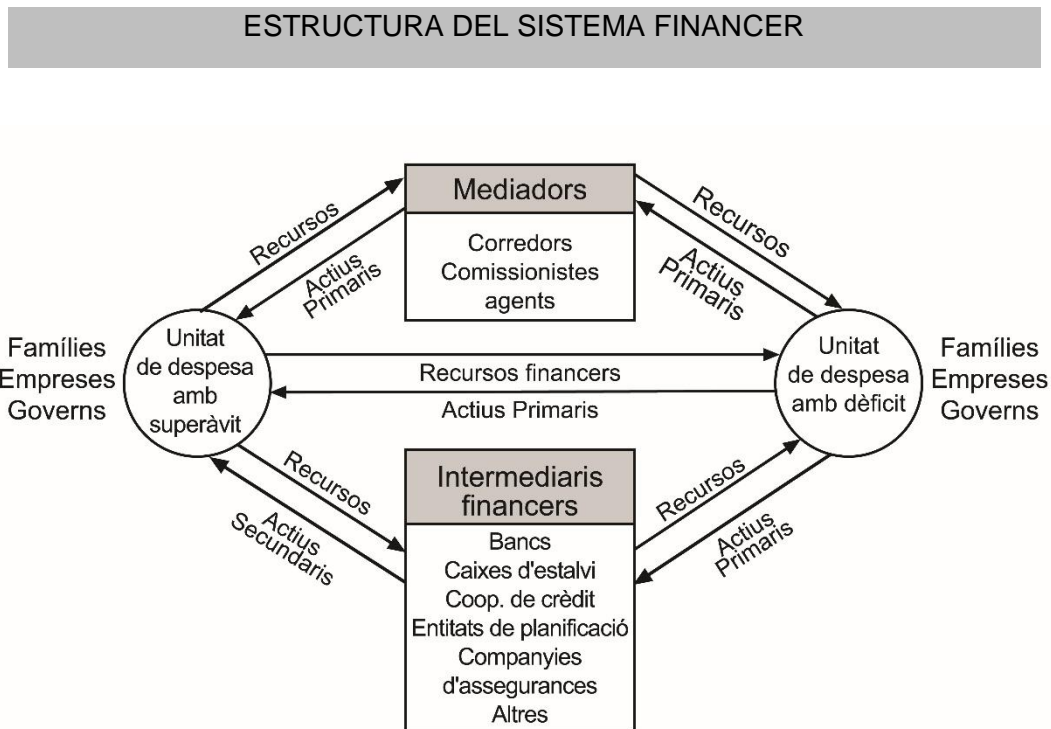 ESTRUCTURA DEL SISTEMA FINANCER
Mediadors
Corredors
Comissionistes
agents
Recursos
Actius
Primaris
Recursos
Actius
Primaris
Famílies
Empreses
Governs
Unitat
de despesa
amb
superàvit
Recursos financers
Actius Primaris
Unitat
de despesa
amb dèficit
Famílies
Empreses
Governs
Recursos
Actius
Secundaris
Intermediaris
financers
Bancs
Caixes d'estalvi
Coop. de crèdit
Entitats de planificació
Companyies
d'assegurances
Altres
Recursos
Actius
Primaris